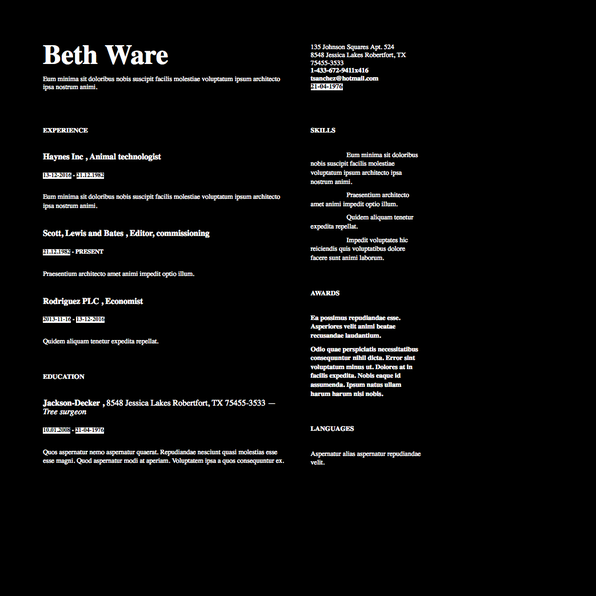 Beth Ware
Eum minima sit doloribus nobis suscipit facilis molestiae voluptatum ipsum architecto
ipsa nostrum animi.
135 Johnson Squares Apt. 524
8548 Jessica Lakes Robertfort, TX
75455-3533
1-433-672-9411x416
tsanchez@hotmail.com
21-04-1976
EXPERIENCE
Haynes Inc , Animal technologist
13-12-2016 - 21.12.1982
Eum minima sit doloribus nobis suscipit facilis molestiae voluptatum ipsum architecto
ipsa nostrum animi.
Scott, Lewis and Bates , Editor, commissioning
21.12.1982 - PRESENT
Praesentium architecto amet animi impedit optio illum.
Rodriguez PLC , Economist
2013-11-16 - 13-12-2016
Quidem aliquam tenetur expedita repellat.
EDUCATION
Jackson-Decker , 8548 Jessica Lakes Robertfort, TX 75455-3533 —
Tree surgeon
10.01.2008 - 21-04-1976
Quos aspernatur nemo aspernatur quaerat. Repudiandae nesciunt quasi molestias esse
esse magni. Quod aspernatur modi at aperiam. Voluptatem ipsa a quos consequuntur ex.
SKILLS
Eum minima sit doloribus
nobis suscipit facilis molestiae
voluptatum ipsum architecto ipsa
nostrum animi.
Praesentium architecto
amet animi impedit optio illum.
Quidem aliquam tenetur
expedita repellat.
Impedit voluptates hic
reiciendis quis voluptatibus dolore
facere sunt animi laborum.
AWARDS
Ea possimus repudiandae esse.
Asperiores velit animi beatae
recusandae laudantium.
Odio quae perspiciatis necessitatibus
consequuntur nihil dicta. Error sint
voluptatem minus ut. Dolores at in
facilis expedita. Nobis eaque id
assumenda. Ipsum natus ullam
harum harum nisi nobis.
LANGUAGES
Aspernatur alias aspernatur repudiandae
velit.